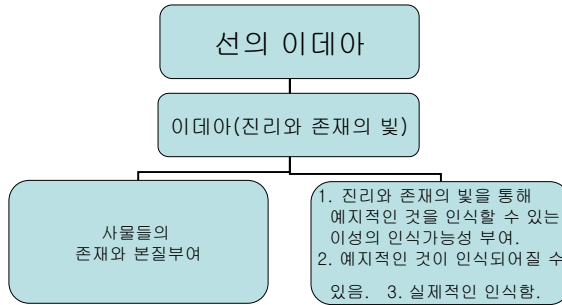 선의 이데아
이데아(진리와 존재의 빛)
사물들의
존재와 본질부여
1. 진리와 존재의 빛을 통해
예지적인 것을 인식할 수 있는
이성의 인식가능성 부여.
2. 예지적인 것이 인식되어질 수
있음. 3. 실제적인 인식함.